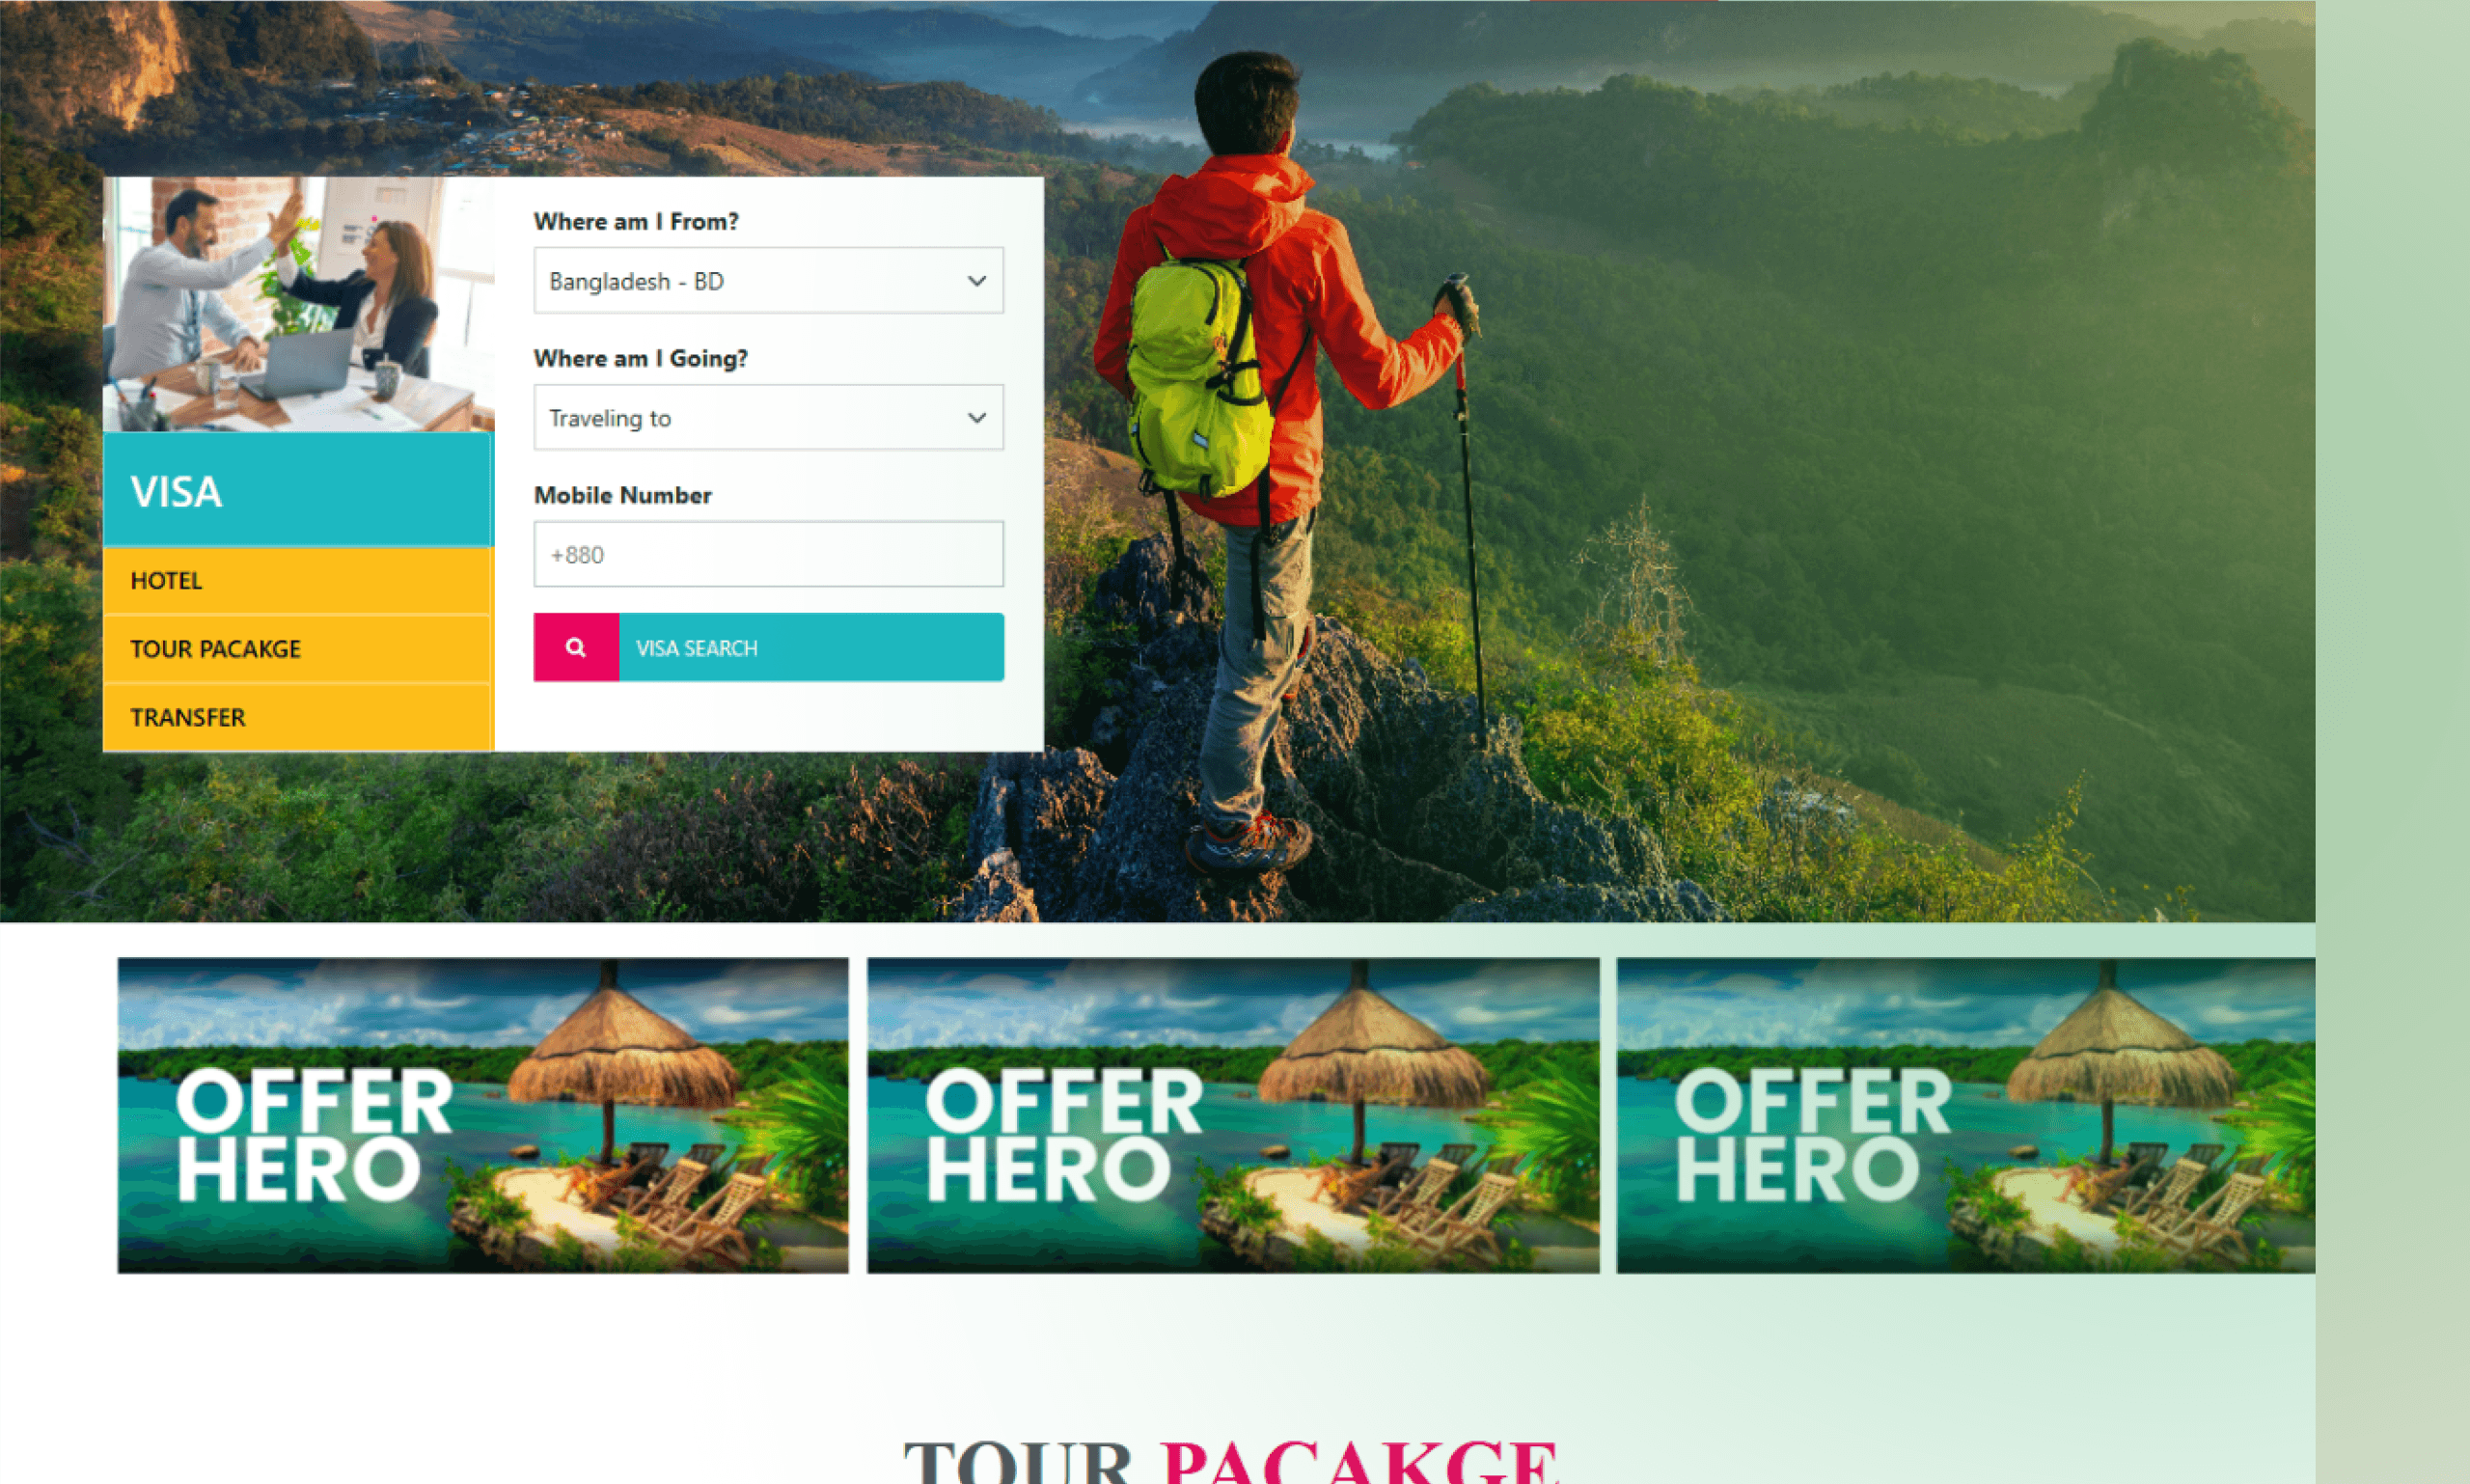 Where am I From?
Bangladesh - BD
Where am I Going?
Traveling to
Mobile Number
+880
VISA SEARCH
VISA
HOTEL
TOUR PACAKGE
TRANSFER
OFFER
HERO
OFFER
HERO
OFFER
HERO
TOUR PACAKGE